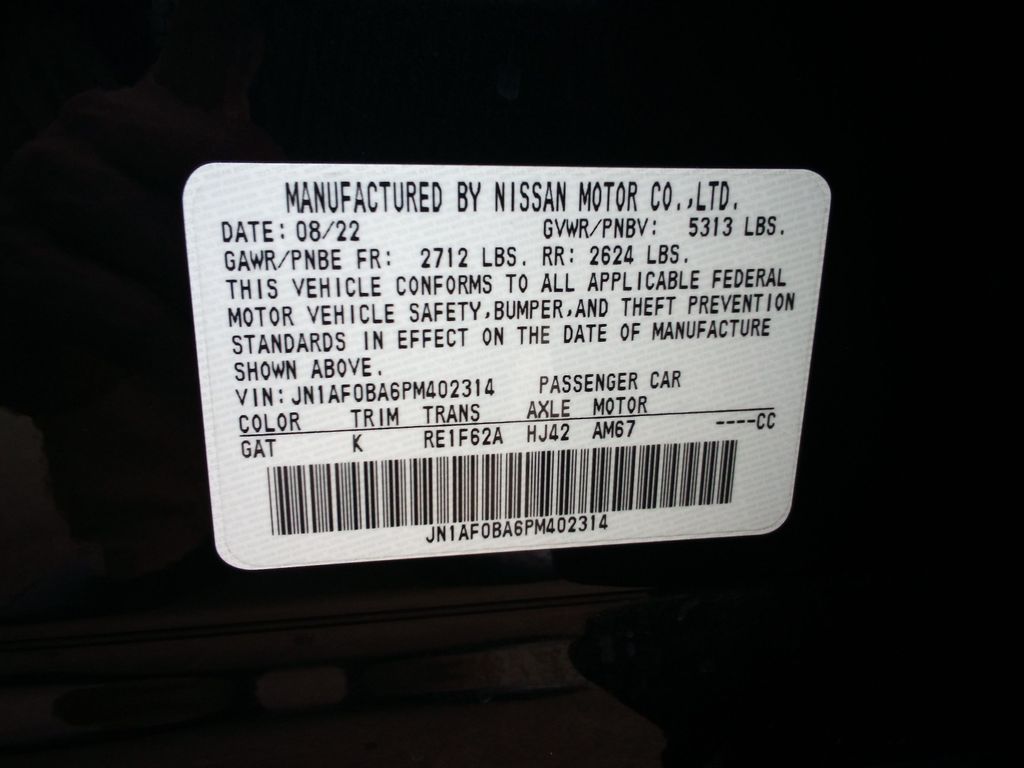 MANUFACTURED BY NISSAN MOTOR CO.,LTD.
DATE: 08/22 GVWR/PNBV: 5313 LBS.
GAWR/PNBE FR: 2712 LBS. RR: 2624 LBS.
THIS VEHICLE CONFORMS TO ALL APPLICABLE FEDERAL
MOTOR VEHICLE SAFETY,BUMPER,AND THEFT PREVENTION
STANDARDS IN EFFECT ON THE DATE OF MANUFACTURE
SHOWN ABOVE.
VIN: JN1AF0BA6PM402314 PASSENGER CAR
COLOR TRIM TRANS AXLE MOTOR
GAT K RE1F62A HJ42 AM67 ----CC
JN1AF0BA6PM402314